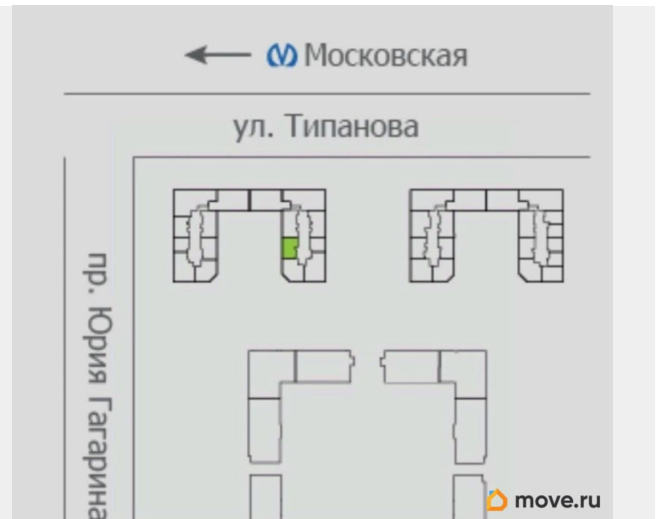 Московская
ул. Типанова
пр. Юрия Гагарина
move.ru